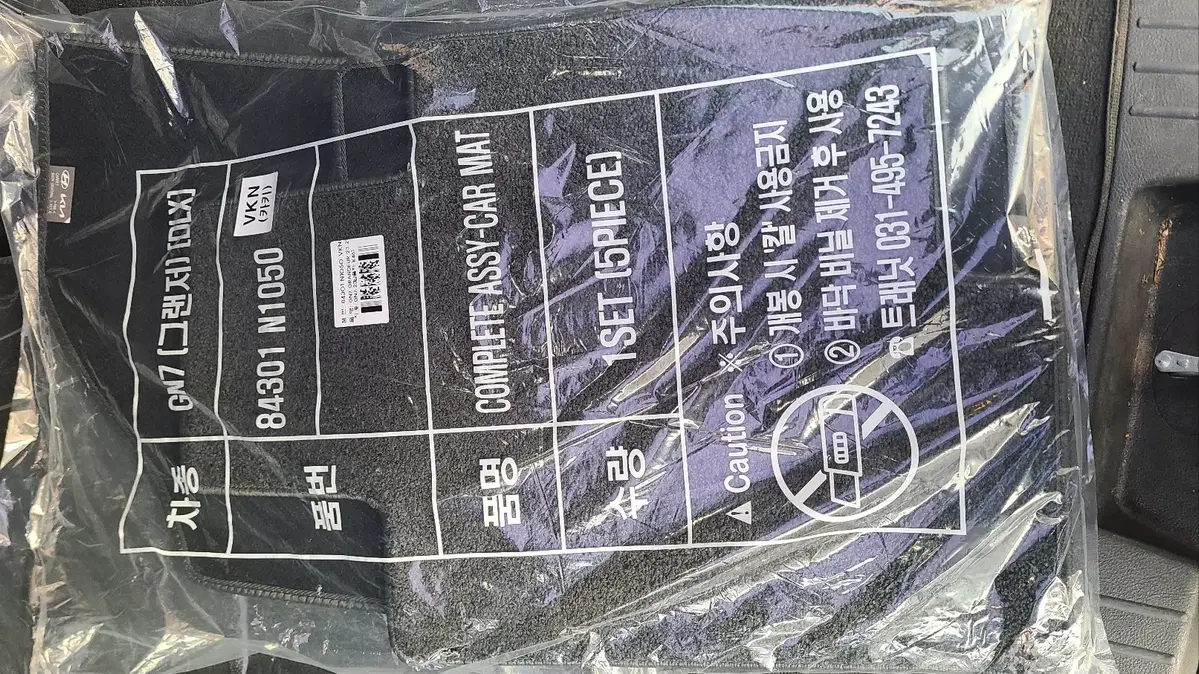 차종 GN7 [그랜저] [DLX]
품번 84301 N1050
VKN
품명 COMPLETE ASSY-CAR MAT
수량 1SET (5PIECE)
Caution ※ 주의사항
① 개봉 시 칼 사용금지
② 바닥 비닐 제거 후 사용
☎ 트래닛 031-495-7243